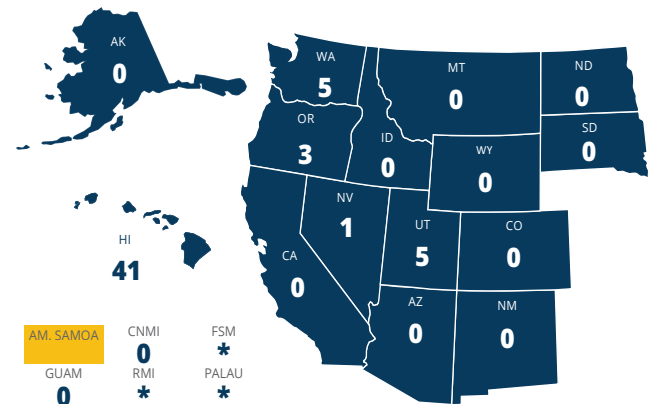 AK
0
WA
5
MT
0
ND
0
OR
3
ID
0
WY
0
SD
0
HI
41
NV
1
UT
5
CO
0
CA
0
AZ
0
NM
0
AM. SAMOA
CNMI
0
FSM
*
GUAM
0
RMI
*
PALAU
*